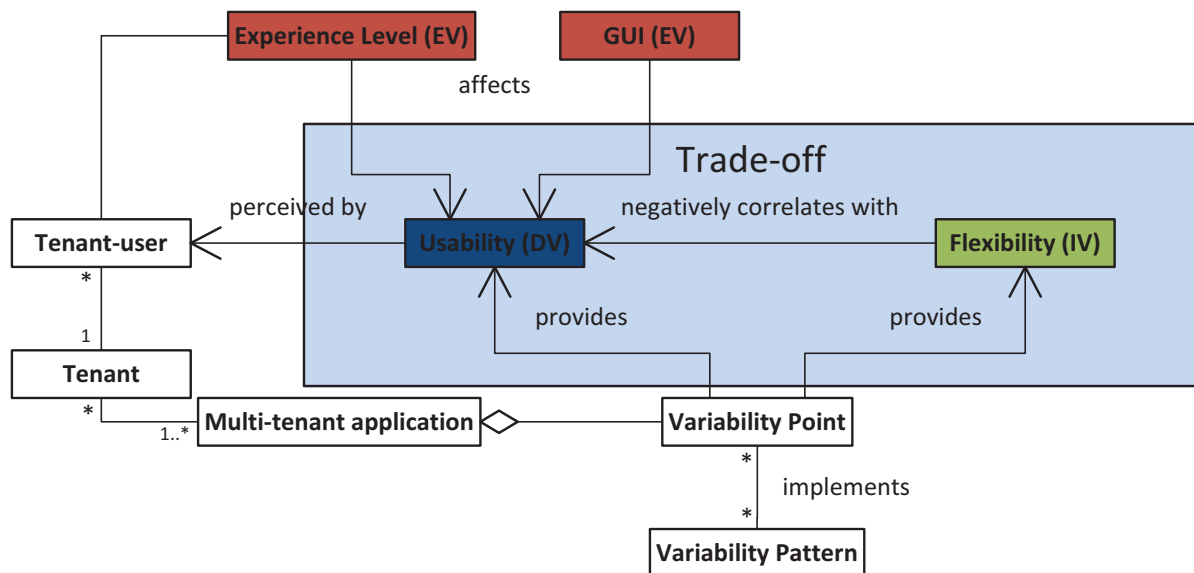 Experience Level (EV)
GUI (EV)
affects
Trade-off
perceived by
negatively correlates with
Tenant-user
Usability (DV)
Flexibility (IV)
*
provides
provides
1
Tenant
*
1..*
Multi-tenant application
Variability Point
*
implements
*
Variability Pattern